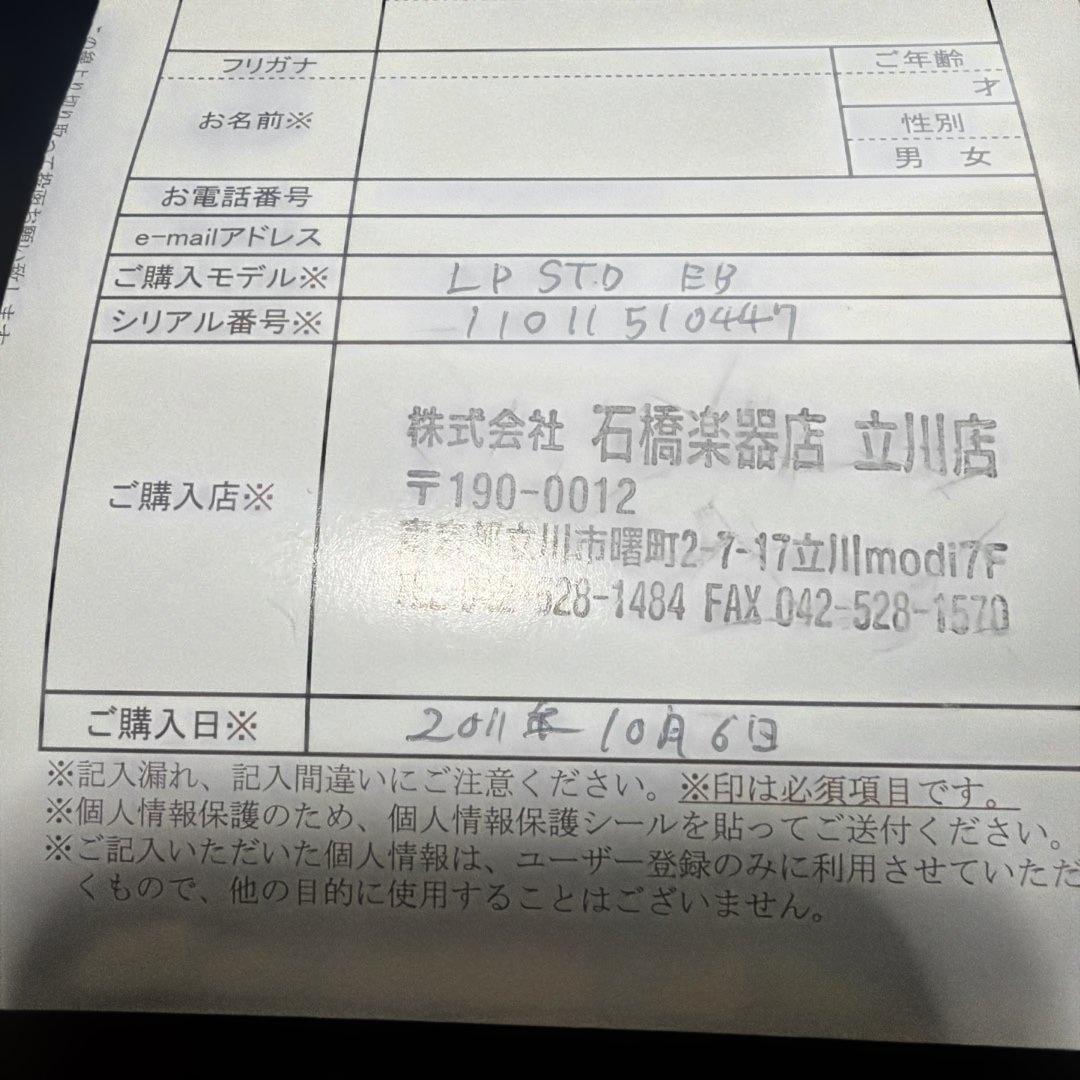 フリガナ
ご年齢
才
お名前※
性別
男 女
お電話番号
e-mailアドレス
ご購入モデル※ LP STD EB
シリアル番号※ 11011510447
ご購入店※
株式会社 石橋楽器店 立川店
〒190-0012
東京都立川市曙町2-7-17立川modi7F
TEL 042-528-1484 FAX 042-528-1570
ご購入日※ 2011年 10月 6日
※記入漏れ、記入間違いにご注意ください。※印は必須項目です。
※個人情報保護のため、個人情報保護シールを貼ってご送付ください。
※ご記入いただいた個人情報は、ユーザー登録のみに利用させていただ
くもので、他の目的に使用することはございません。